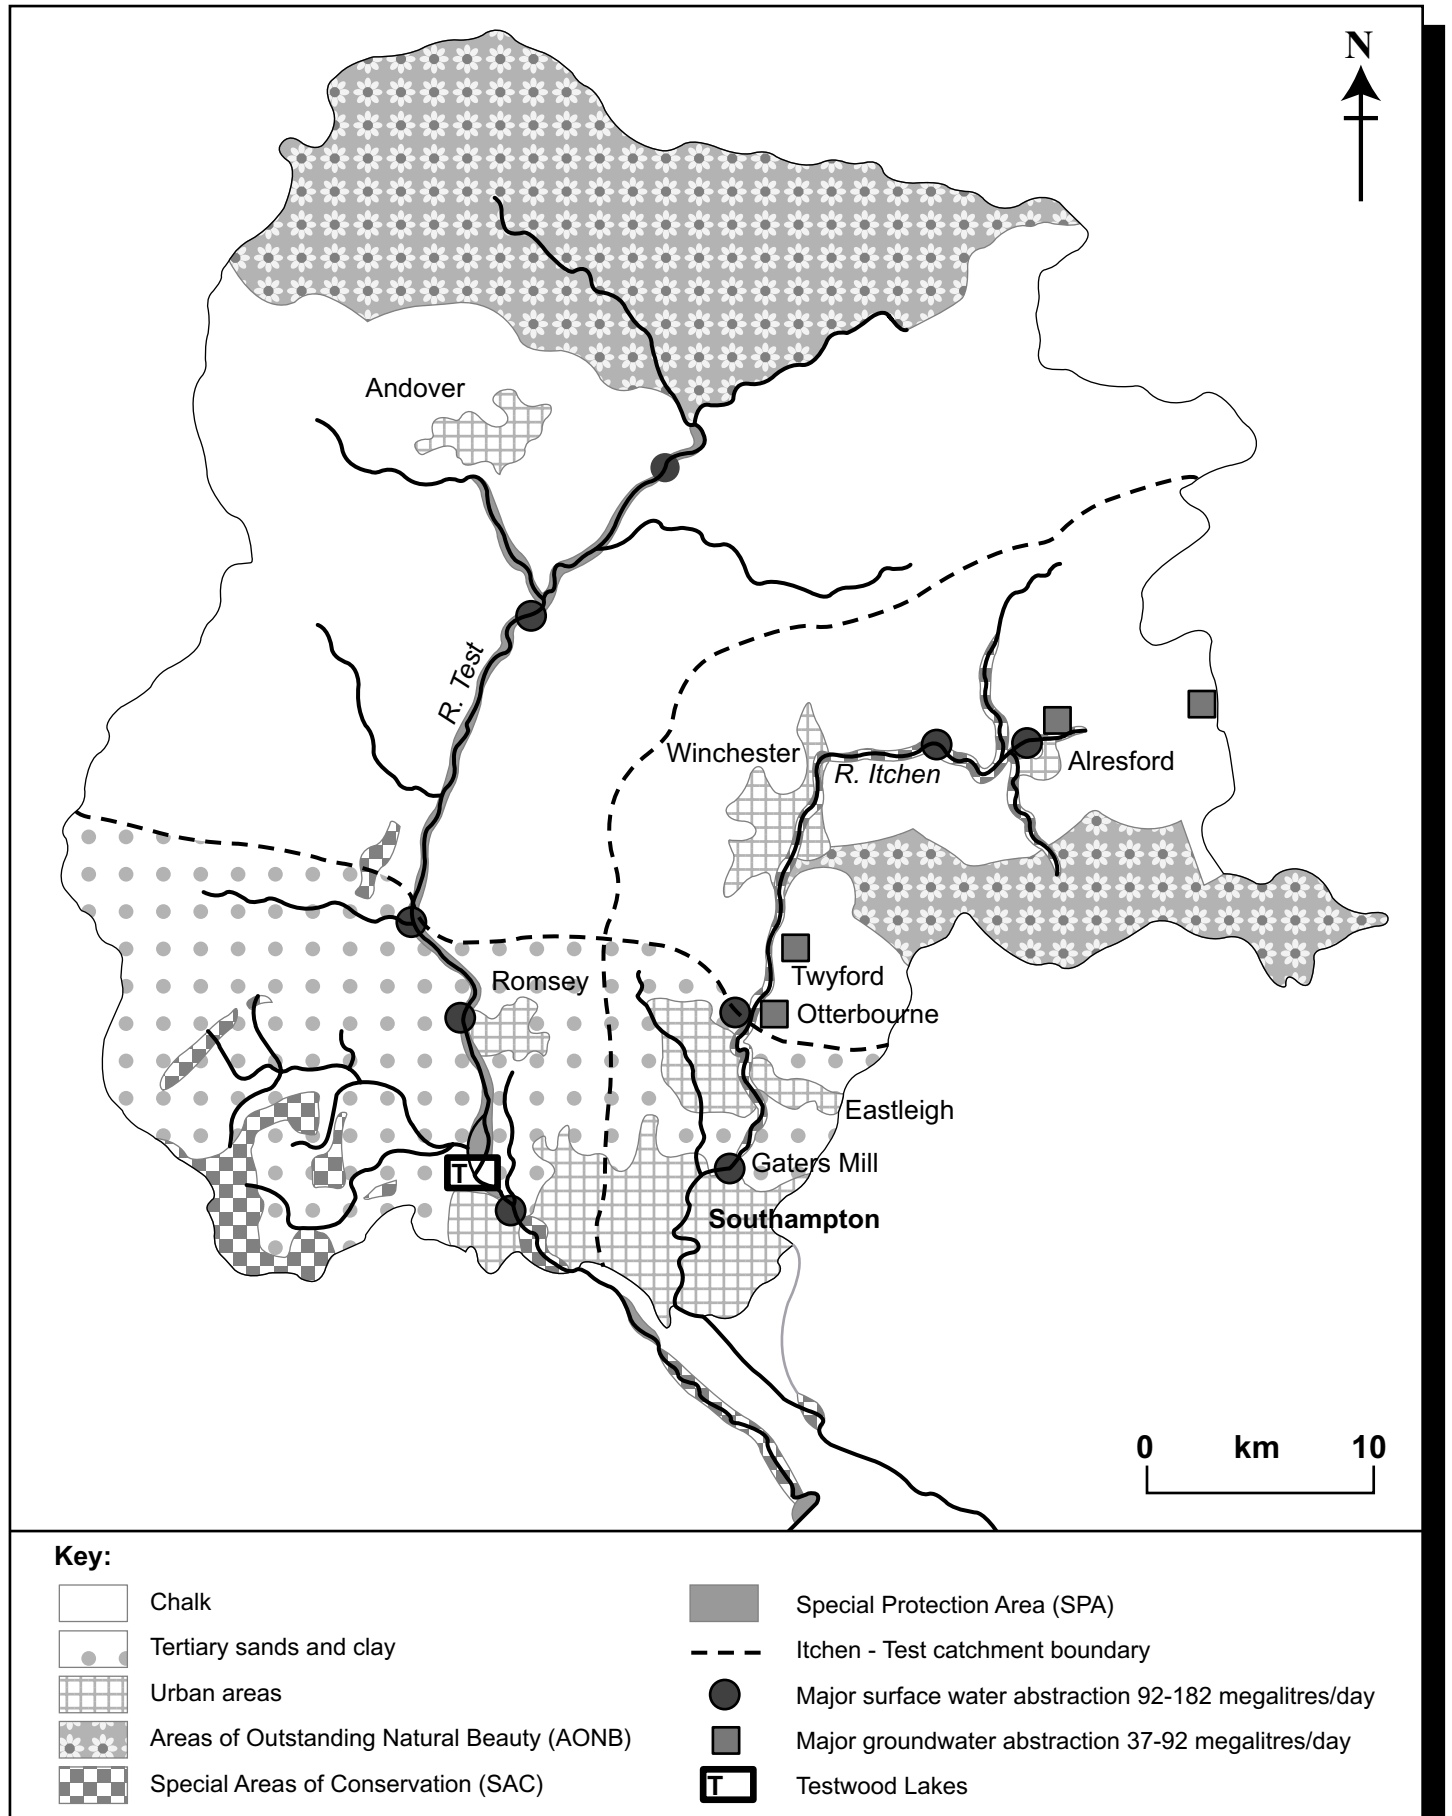 N
Andover
R. Test
Winchester
R. Itchen
Alresford
Romsey
Twyford
Otterbourne
Eastleigh
Gaters Mill
T
Southampton
0 km 10
Key:
Chalk
Tertiary sands and clay
Urban areas
Areas of Outstanding Natural Beauty (AONB)
Special Areas of Conservation (SAC)
Special Protection Area (SPA)
Itchen - Test catchment boundary
Major surface water abstraction 92-182 megalitres/day
Major groundwater abstraction 37-92 megalitres/day
T Testwood Lakes